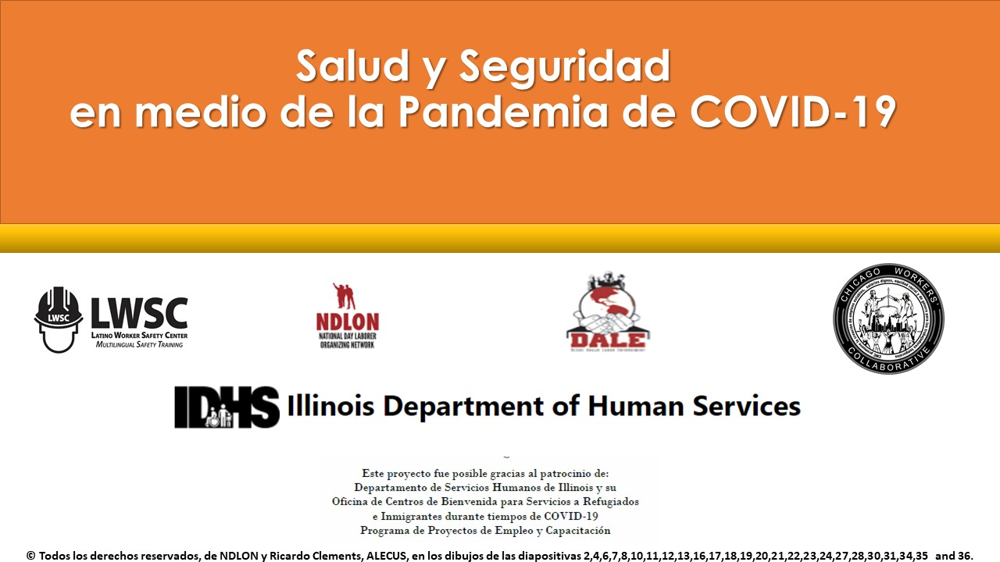 Salud y Seguridad
en medio de la Pandemia de COVID-19
LWSC
LWSC
LATINO WORKER SAFETY CENTER
MULTILINGUAL SAFETY TRAINING
NDLON
NATIONAL DAY LABORER
ORGANIZING NETWORK
DALE
CHICAGO WORKERS'
COLLABORATIVE
IDHS Illinois Department of Human Services
Este proyecto fue posible gracias al patrocinio de:
Departamento de Servicios Humanos de Illinois y su
Oficina de Centros de Bienvenida para Servicios a Refugiados
e Inmigrantes durante tiempos de COVID-19
Programa de Proyectos de Empleo y Capacitación
© Todos los derechos reservados, de NDLON y Ricardo Clements, ALECUS, en los dibujos de las diapositivas 2,4,6,7,8,10,11,12,13,16,17,18,19,20,21,22,23,24,27,28,30,31,34,35 and 36.